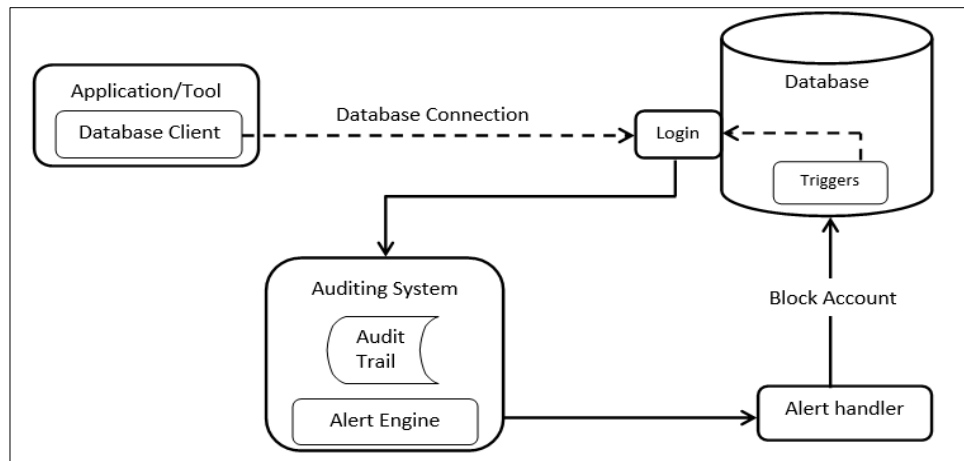 Application/Tool
Database Client
Database Connection
Login
Database
Triggers
Auditing System
Audit
Trail
Alert Engine
Block Account
Alert handler